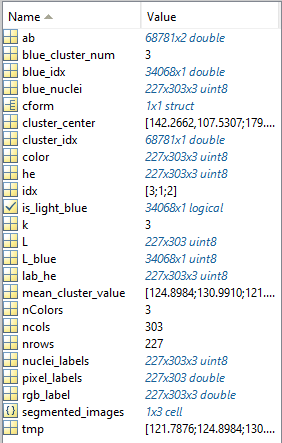 Name Value
ab 68781x2 double
blue_cluster_num 3
blue_idx 34068x1 double
blue_nuclei 227x303x3 uint8
cform 1x1 struct
cluster_center [142.2662,107.5307;179....
cluster_idx 68781x1 double
color 227x303x3 uint8
he 227x303x3 uint8
idx [3;1;2]
is_light_blue 34068x1 logical
k 3
L 227x303 uint8
L_blue 34068x1 uint8
lab_he 227x303x3 uint8
mean_cluster_value [124.8984;130.9910;121....
nColors 3
ncols 303
nrows 227
nuclei_labels 227x303x3 uint8
pixel_labels 227x303 double
rgb_label 227x303x3 double
segmented_images 1x3 cell
tmp [121.7876;124.8984;130....